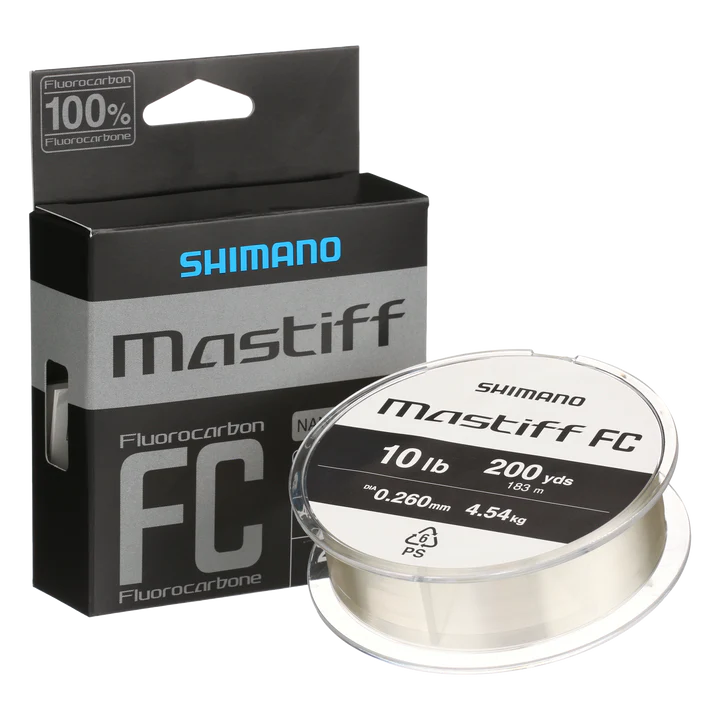 Fluorocarbon
100%
Fluorocarbone
SHIMANO
mastiff
Fluorocarbon
FC
Fluorocarbone
SHIMANO
mastiff FC
10 lb 200 yds
183 m
DIA 0.260mm 4.54kg
6
PS